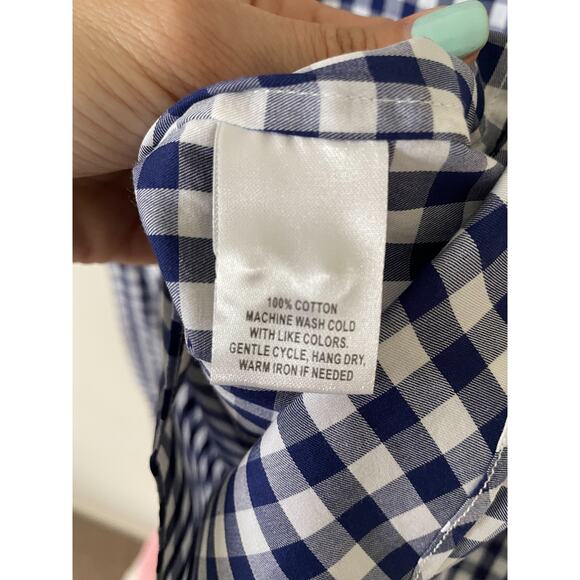 100% COTTON
MACHINE WASH COLD
WITH LIKE COLORS.
GENTLE CYCLE, HANG DRY,
WARM IRON IF NEEDED